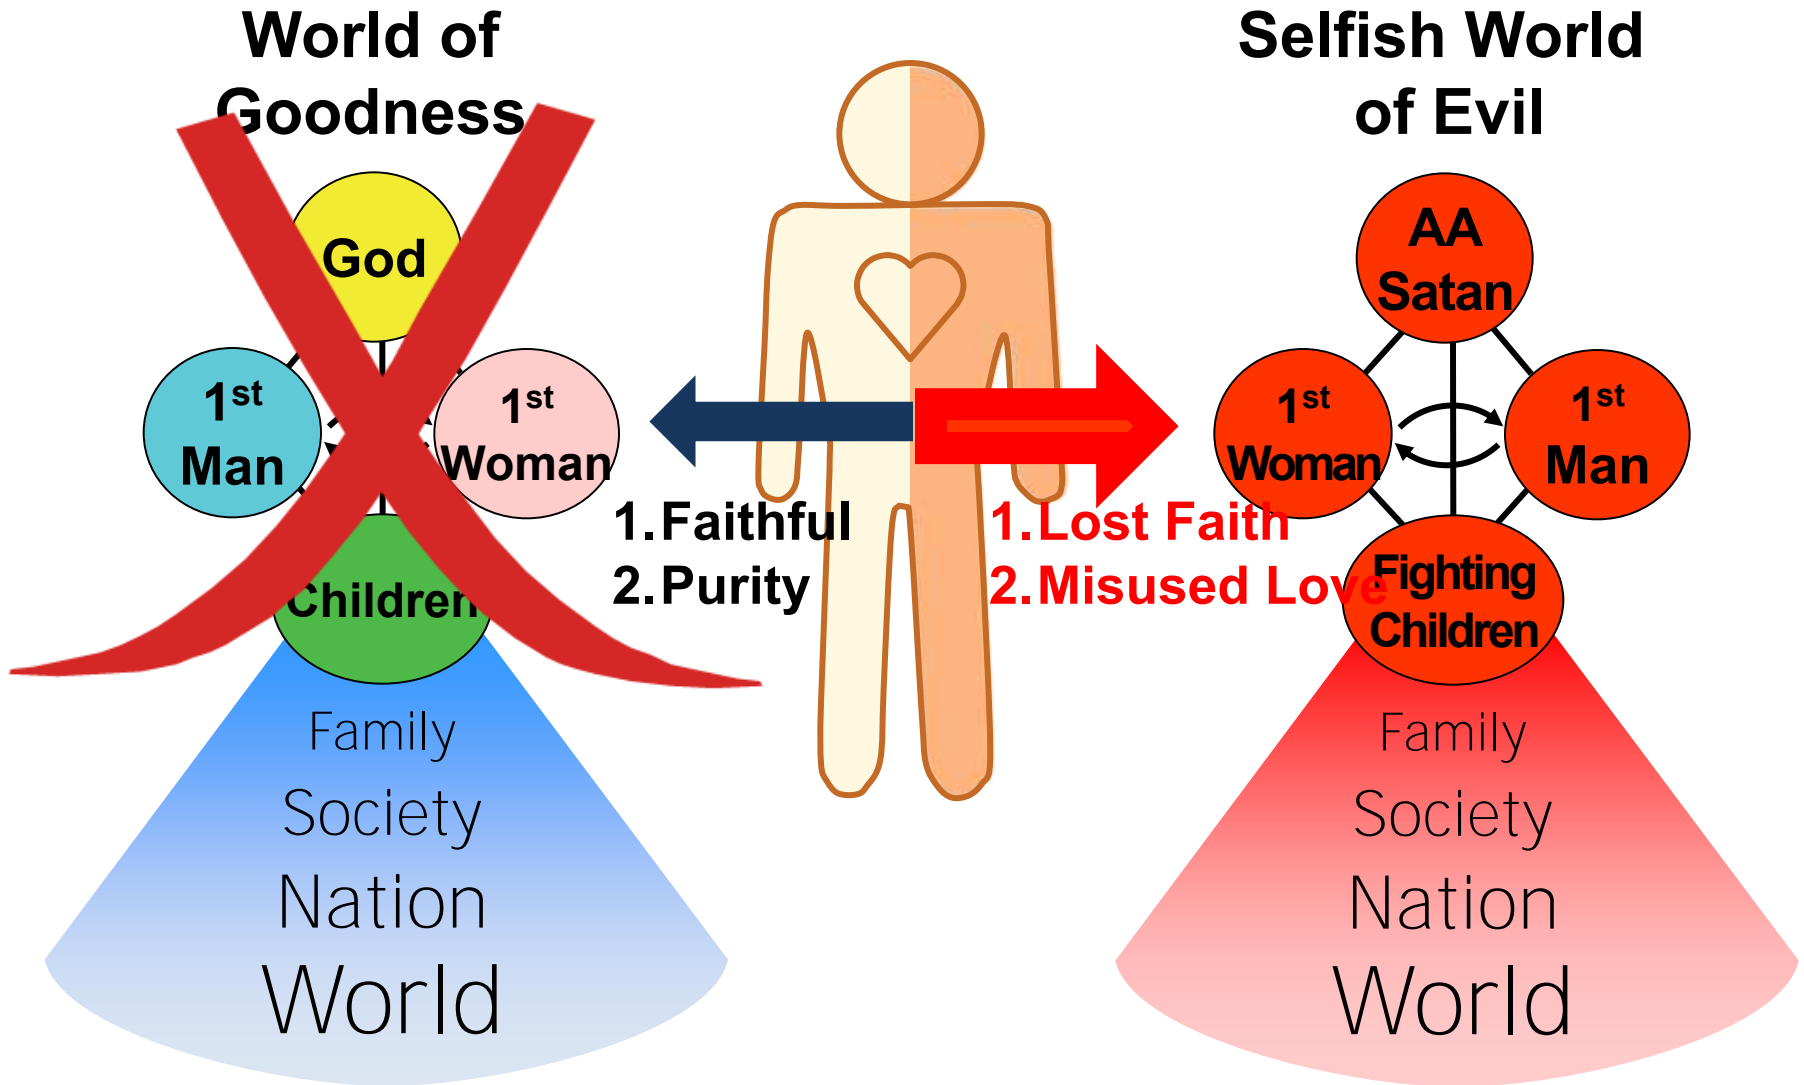 World of
Goodness
God
1st
Man
1st
Woman
Children
Family
Society
Nation
World
1. Faithful
2. Purity
1. Lost Faith
2. Misused Love
Selfish World
of Evil
AA
Satan
1st
Woman
1st
Man
Fighting
Children
Family
Society
Nation
World